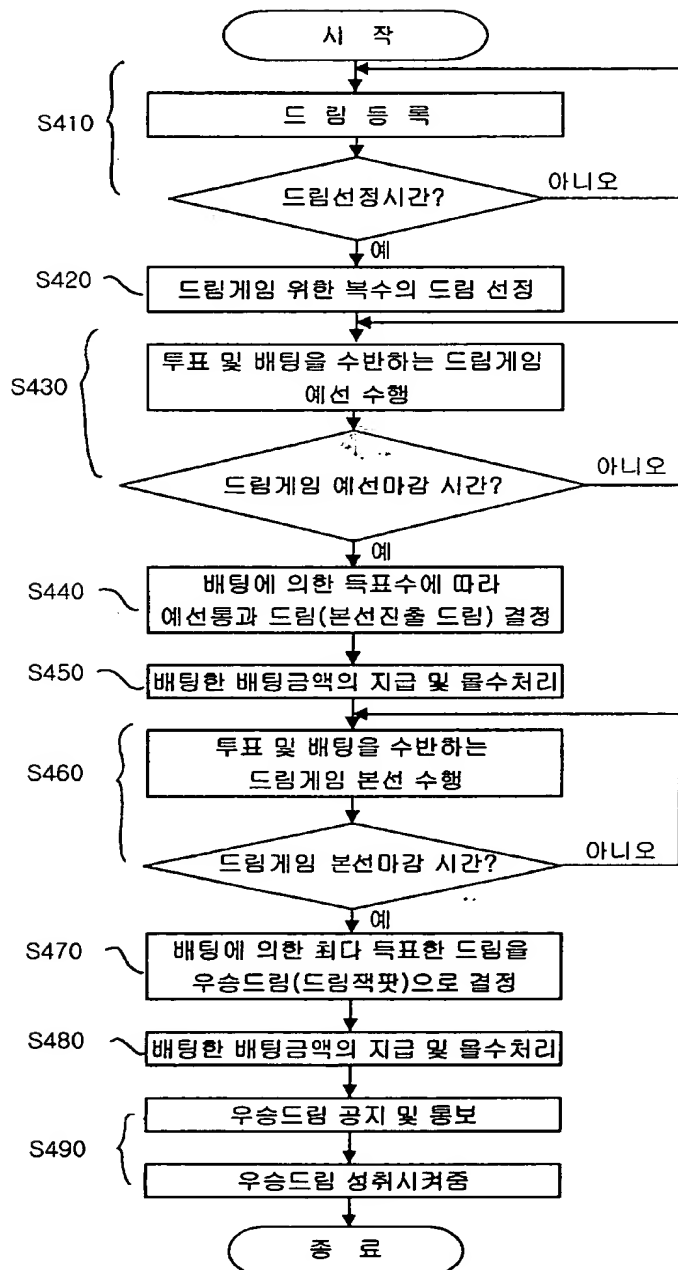 시 작
S410
드 림 등 록
드림선정시간?
아니오
예
S420
드림게임 위한 복수의 드림 선정
S430
투표 및 배팅을 수반하는 드림게임
예선 수행
드림게임 예선마감 시간?
아니오
예
S440
배팅에 의한 득표수에 따라
예선통과 드림(본선진출 드림) 결정
S450
배팅한 배팅금액의 지급 및 몰수처리
S460
투표 및 배팅을 수반하는
드림게임 본선 수행
드림게임 본선마감 시간?
아니오
예
S470
배팅에 의한 최다 득표한 드림을
우승드림(드림잭팟)으로 결정
S480
배팅한 배팅금액의 지급 및 몰수처리
S490
우승드림 공지 및 통보
우승드림 성취시켜줌
종 료